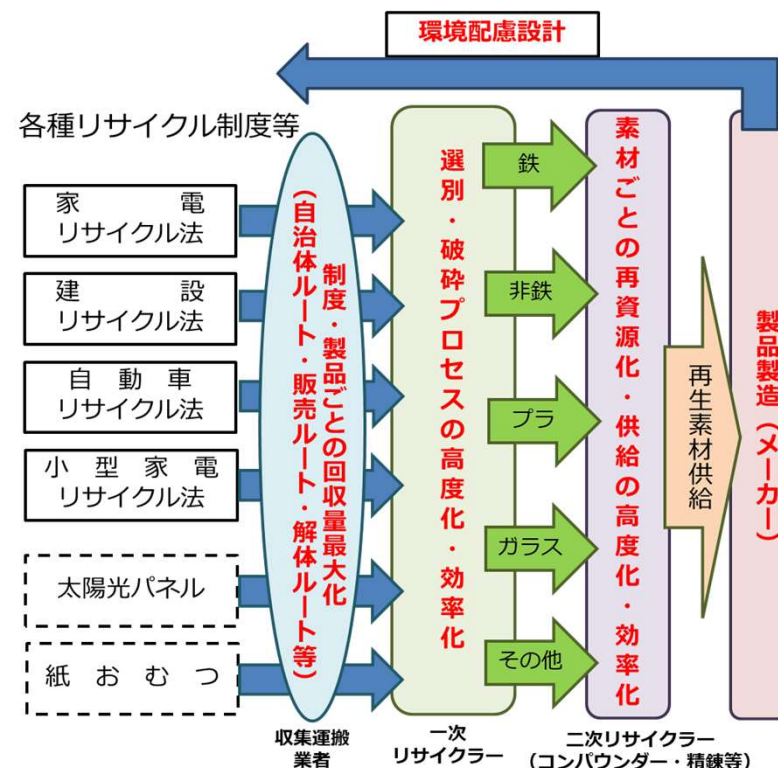 環境配慮設計
各種リサイクル制度等
家電
リサイクル法
建設
リサイクル法
自動車
リサイクル法
小型家電
リサイクル法
太陽光パネル
紙おむつ
制度・製品ごとの回収量最大化
（自治体ルート・販売ルート・解体ルート等）
選別・破砕プロセスの高度化・効率化
鉄
非鉄
プラ
ガラス
その他
素材ごとの再資源化・供給の高度化・効率化
再生素材供給
製品製造（メーカー）
収集運搬
業者
一次
リサイクラー
二次リサイクラー
（コンパウンダー・精錬等）